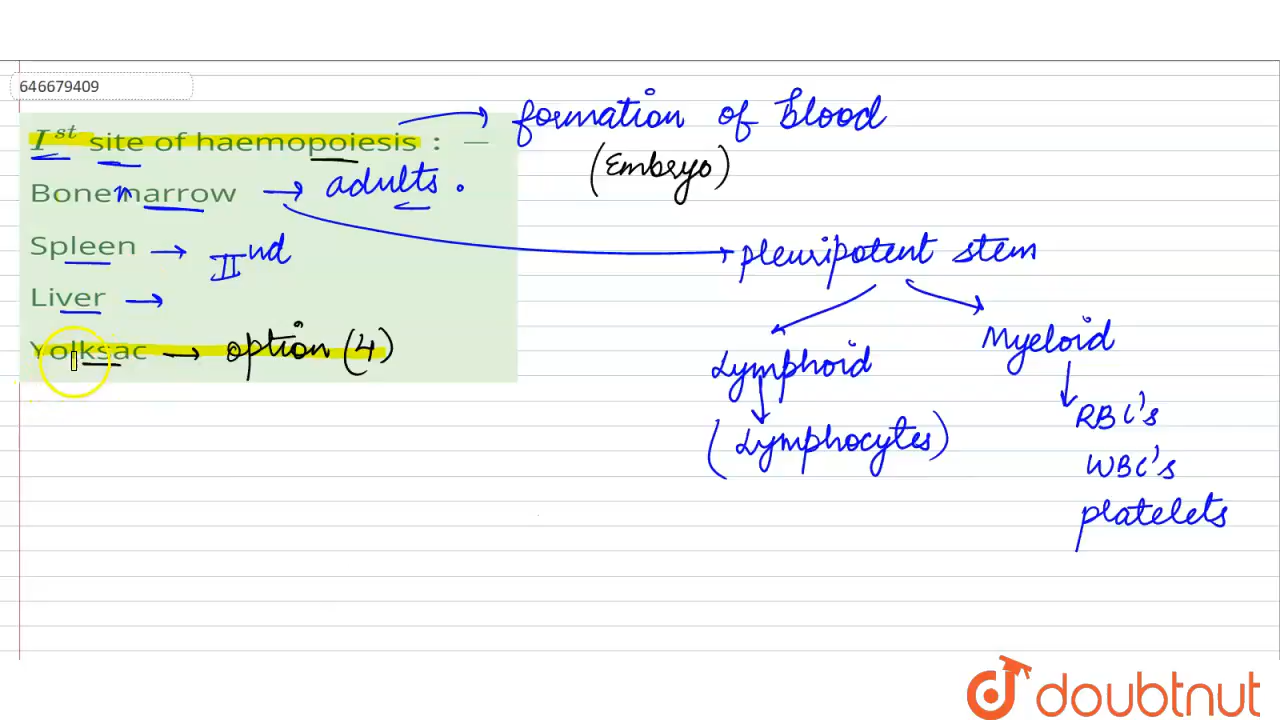 646679409
Ist site of haemopoiesis : — formation of blood
(Embryo)
Bonemarrow → adults.
Spleen → IInd
pleuripotent stem
Liver →
Yolksac → option (4)
Lymphoid
Myeloid
(Lymphocytes)
RBC's
WBC's
platelets
doubtnut